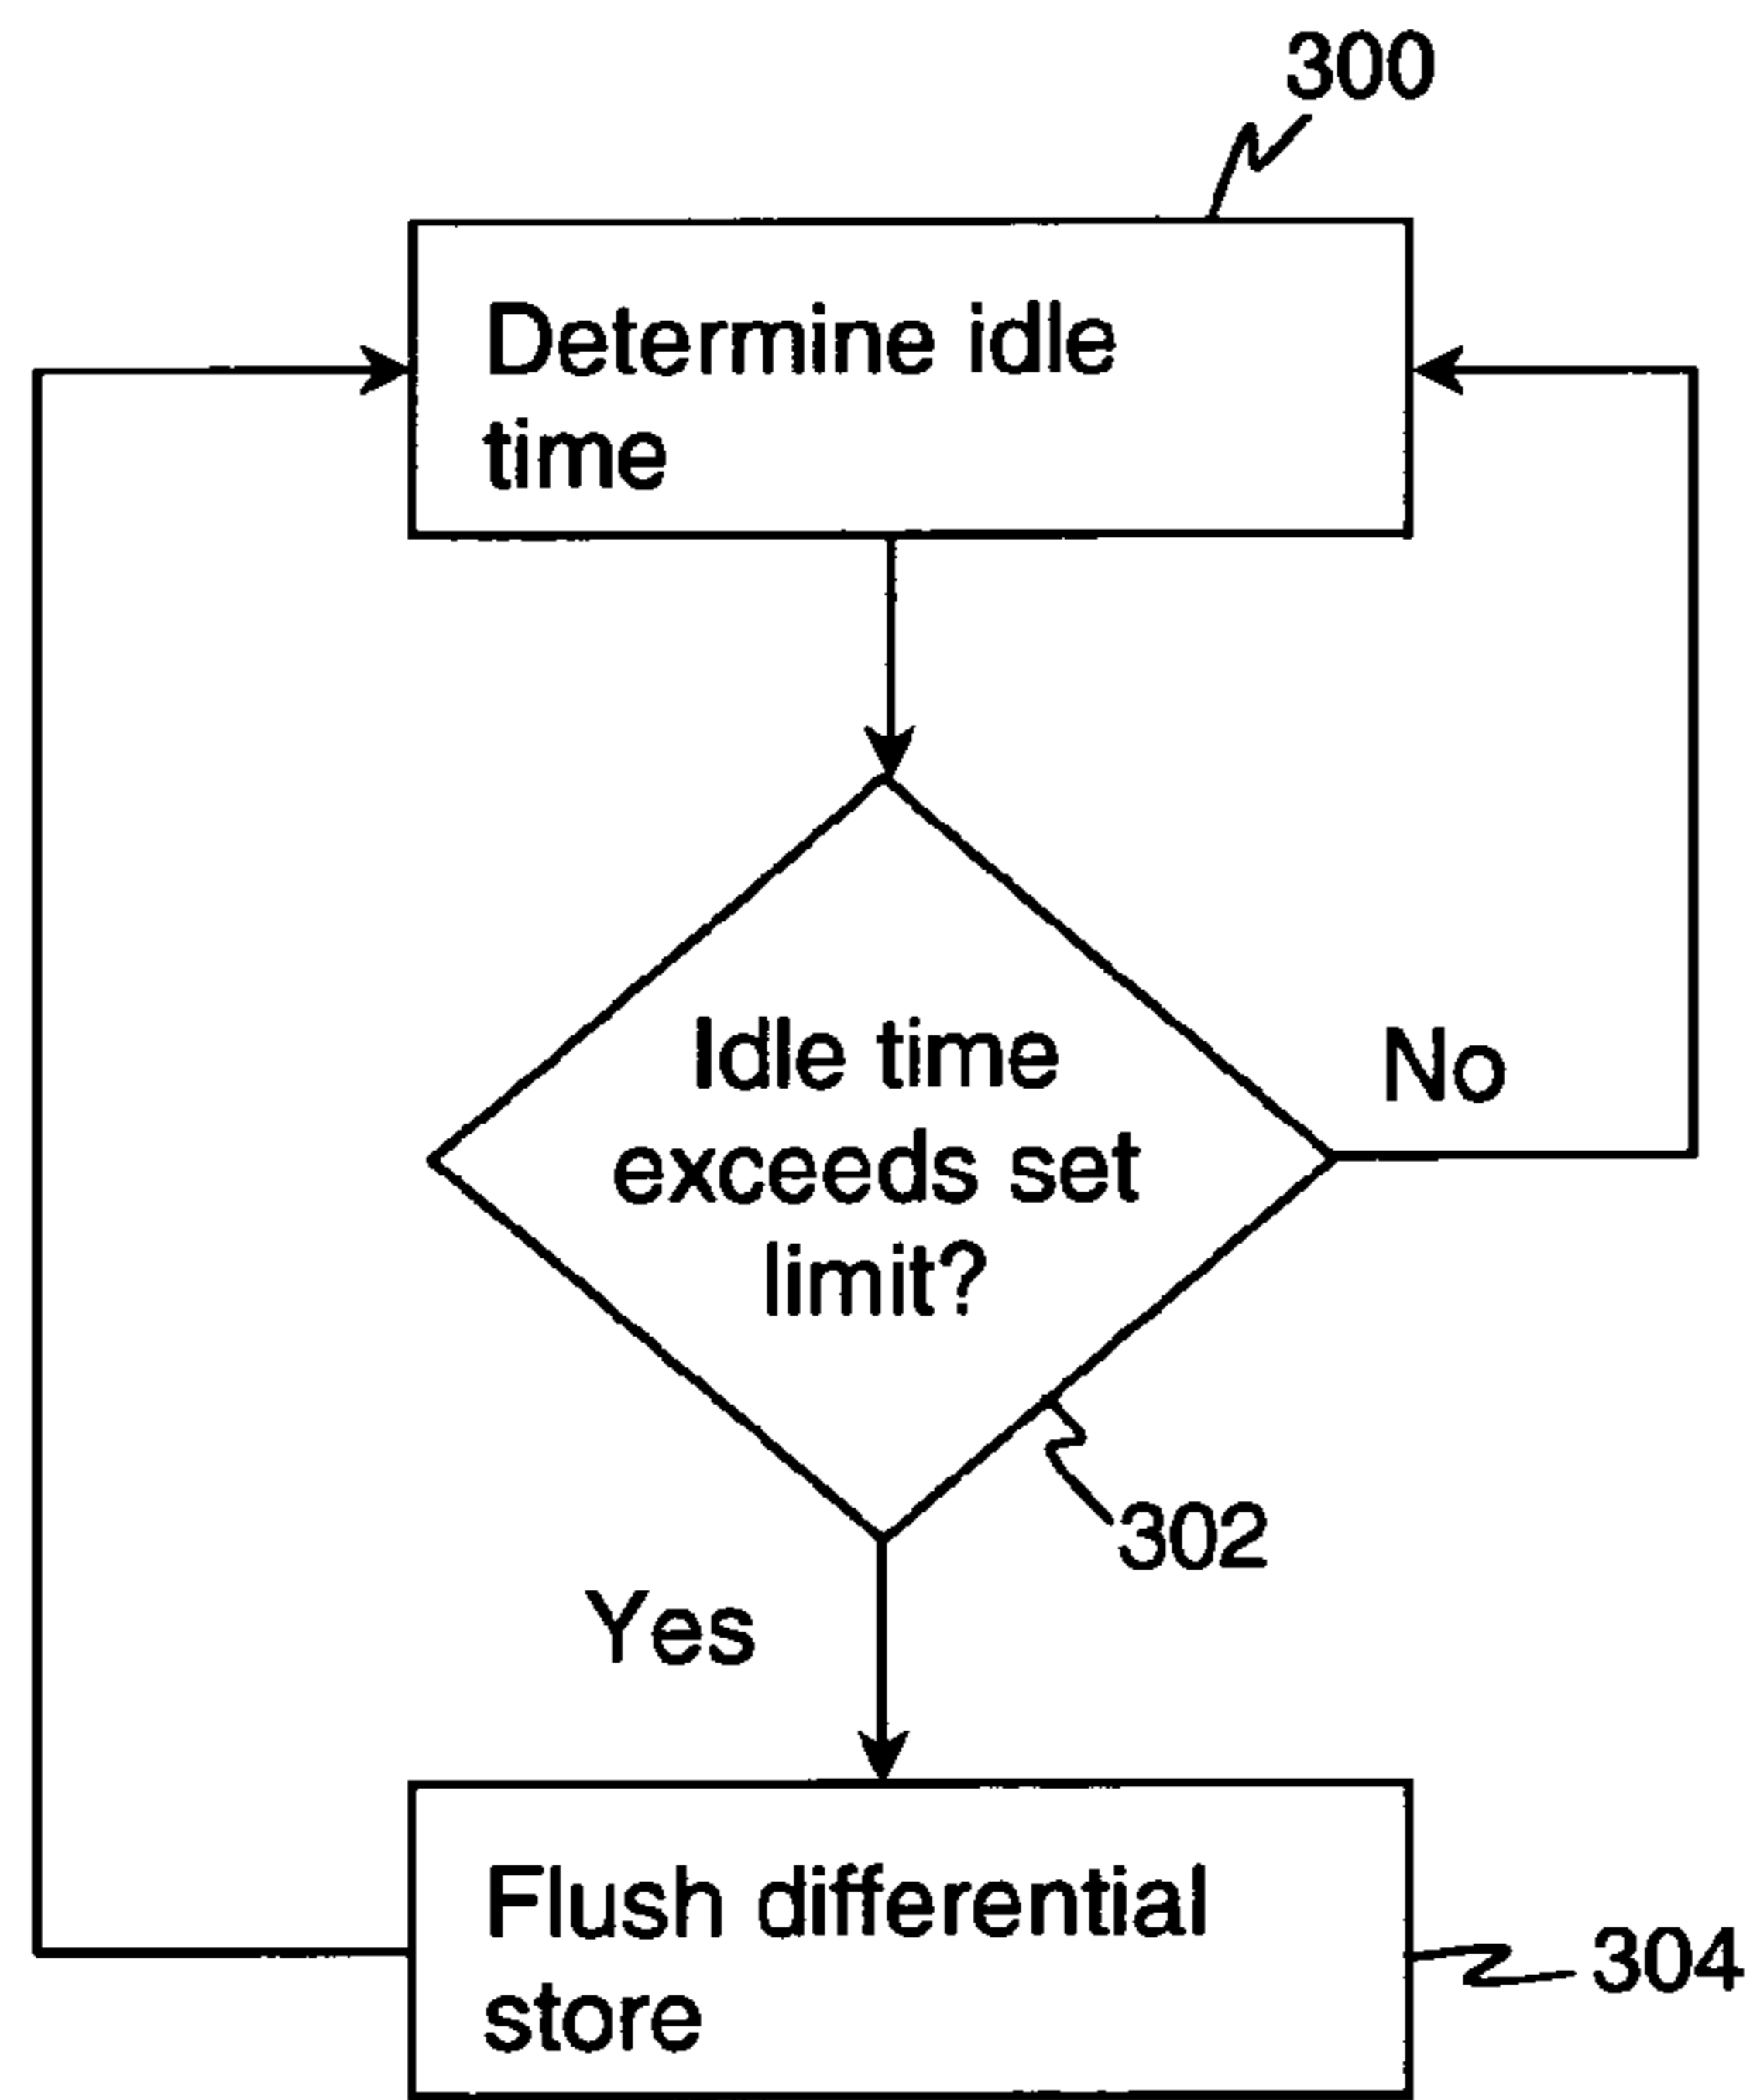 300
Determine idle
time
Idle time
exceeds set
limit?
No
302
Yes
Flush differential
store
304